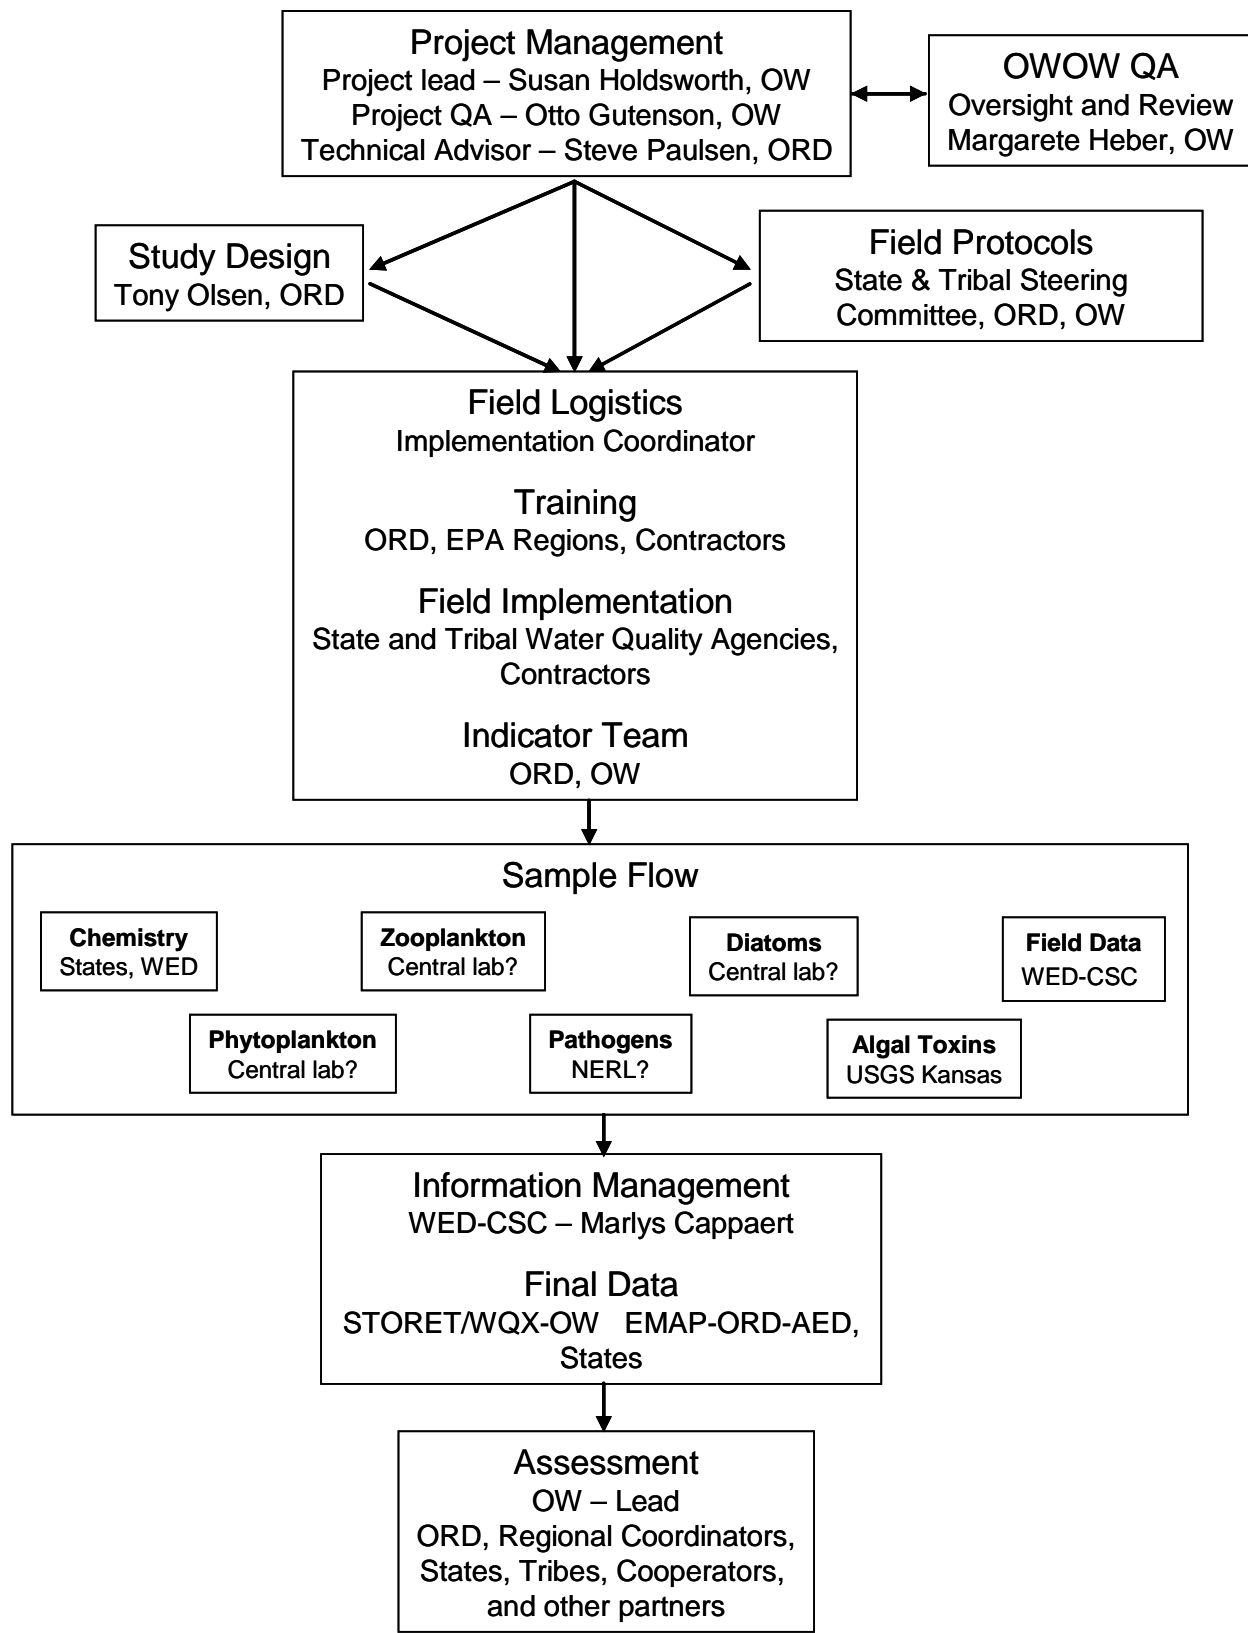 Project Management
Project lead – Susan Holdsworth, OW
Project QA – Otto Gutenson, OW
Technical Advisor – Steve Paulsen, ORD
OWOW QA
Oversight and Review
Margarete Heber, OW
Study Design
Tony Olsen, ORD
Field Protocols
State & Tribal Steering
Committee, ORD, OW
Field Logistics
Implementation Coordinator
Training
ORD, EPA Regions, Contractors
Field Implementation
State and Tribal Water Quality Agencies,
Contractors
Indicator Team
ORD, OW
Sample Flow
Chemistry
States, WED
Zooplankton
Central lab?
Diatoms
Central lab?
Field Data
WED-CSC
Phytoplankton
Central lab?
Pathogens
NERL?
Algal Toxins
USGS Kansas
Information Management
WED-CSC – Marlys Cappaert
Final Data
STORET/WQX-OW EMAP-ORD-AED,
States
Assessment
OW – Lead
ORD, Regional Coordinators,
States, Tribes, Cooperators,
and other partners